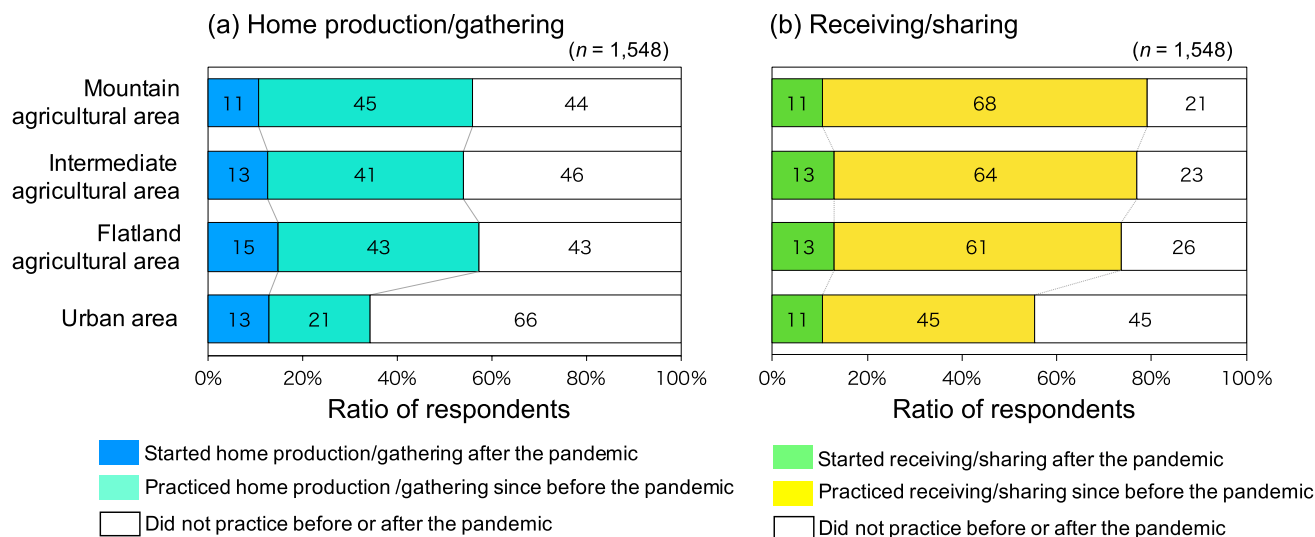 (a) Home production/gathering
(n = 1,548)
Mountain
agricultural area
11 45 44
Intermediate
agricultural area
13 41 46
Flatland
agricultural area
15 43 43
Urban area
13 21 66
0% 20% 40% 60% 80% 100%
Ratio of respondents
Started home production/gathering after the pandemic
Practiced home production /gathering since before the pandemic
Did not practice before or after the pandemic
(b) Receiving/sharing
(n = 1,548)
11 68 21
13 64 23
13 61 26
11 45 45
0% 20% 40% 60% 80% 100%
Ratio of respondents
Started receiving/sharing after the pandemic
Practiced receiving/sharing since before the pandemic
Did not practice before or after the pandemic